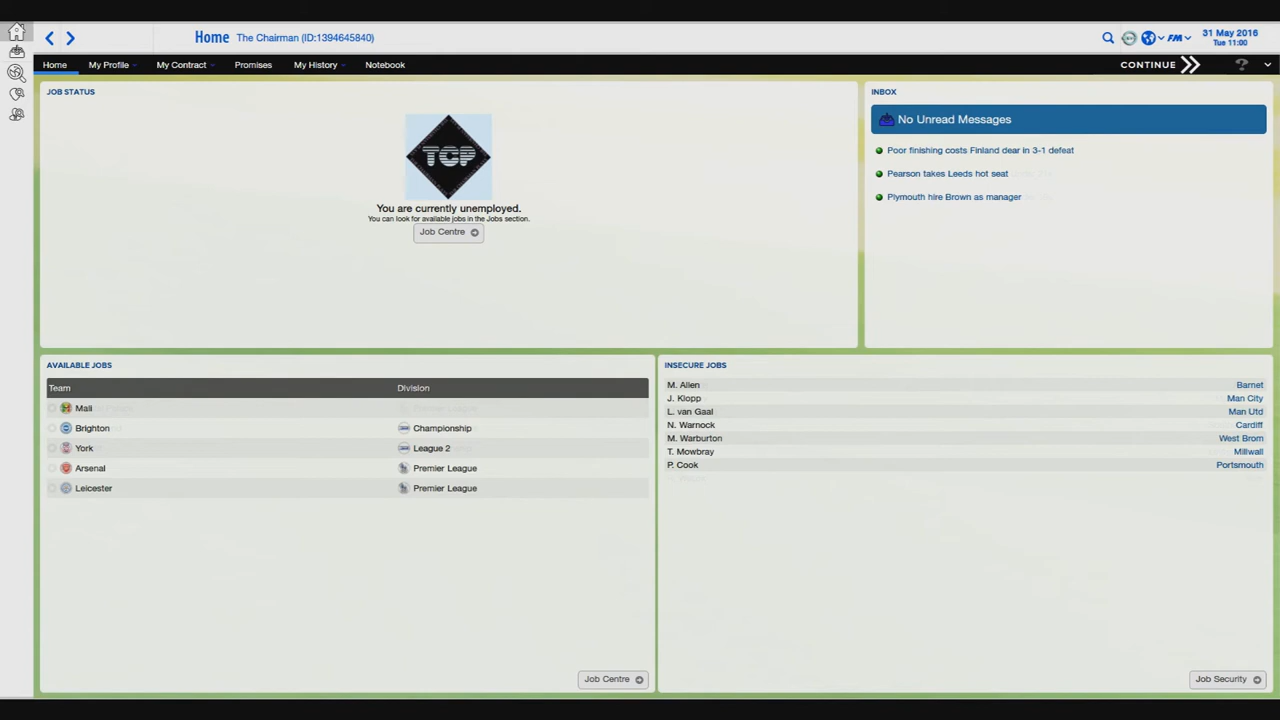 Home The Chairman (ID:1394645840)
FM
31 May 2016
Tue 11:00
Home My Profile My Contract Promises My History Notebook
CONTINUE
?
JOB STATUS
TCP
You are currently unemployed.
You can look for available jobs in the Jobs section.
Job Centre
INBOX
No Unread Messages
Poor finishing costs Finland dear in 3-1 defeat
Pearson takes Leeds hot seat
Plymouth hire Brown as manager
AVAILABLE JOBS
Team Division
Mali
Brighton Championship
York League 2
Arsenal Premier League
Leicester Premier League
Job Centre
INSECURE JOBS
M. Allen Barnet
J. Klopp Man City
L. van Gaal Man Utd
N. Warnock Cardiff
M. Warburton West Brom
T. Mowbray Millwall
P. Cook Portsmouth
Job Security